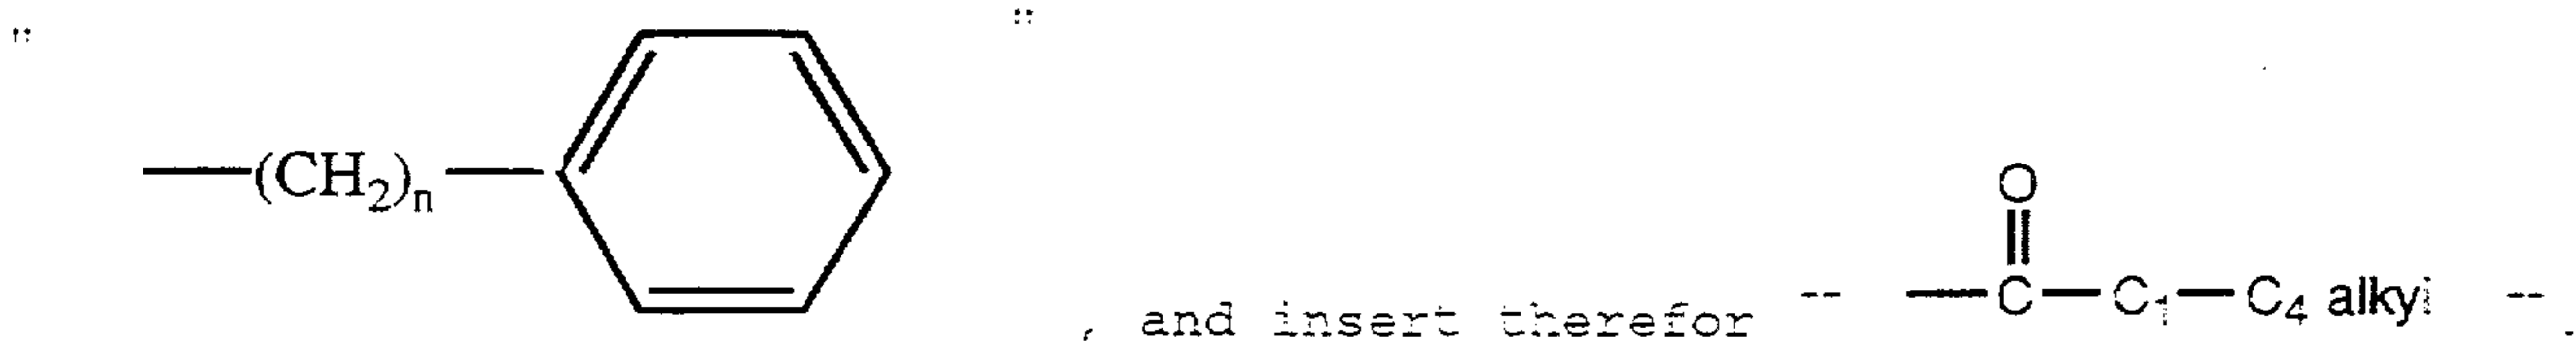 " "
—(CH2)n—
O
, and insert therefor -- —C—C1—C4 alkyl --.